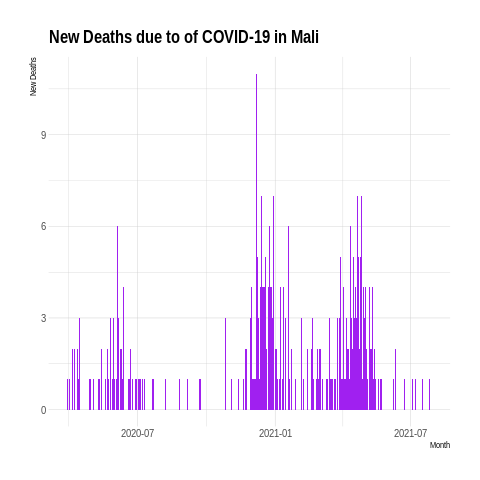 New Deaths due to of COVID-19 in Mali
New Deaths
9
6
3
0
2020-07
2021-01
2021-07
Month